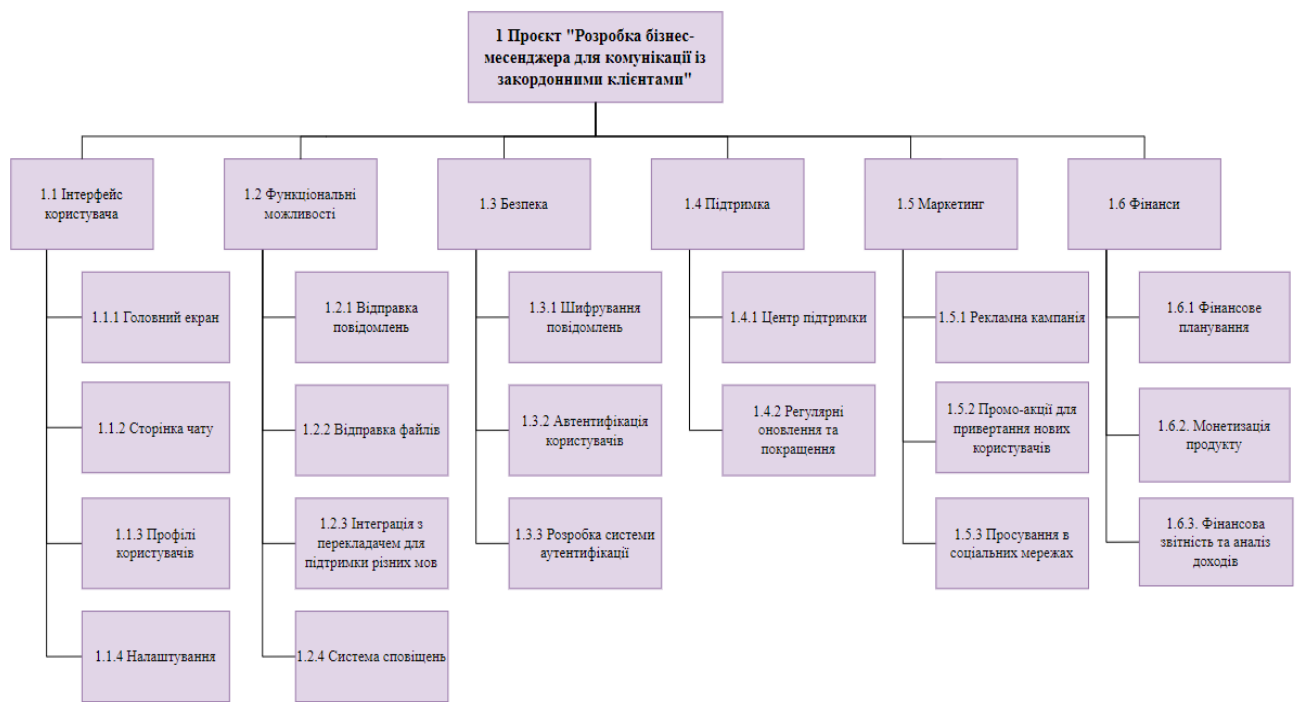 1 Проєкт "Розробка бізнес-
месенджера для комунікації із
закордонними клієнтами"
1.1 Інтерфейс
користувача
1.2 Функціональні
можливості
1.3 Безпека
1.4 Підтримка
1.5 Маркетинг
1.6 Фінанси
1.1.1 Головний екран
1.2.1 Відправка
повідомлень
1.3.1 Шифрування
повідомлень
1.4.1 Центр підтримки
1.5.1 Рекламна кампанія
1.6.1 Фінансове
планування
1.1.2 Сторінка чату
1.2.2 Відправка файлів
1.3.2 Автентифікація
користувачів
1.4.2 Регулярні
оновлення та
покращення
1.5.2 Промо-акції для
привертання нових
користувачів
1.6.2. Монетизація
продукту
1.1.3 Профілі
користувачів
1.2.3 Інтеграція з
перекладачем для
підтримки різних мов
1.3.3 Розробка системи
аутентифікації
1.5.3 Просування в
соціальних мережах
1.6.3. Фінансова
звітність та аналіз
доходів
1.1.4 Налаштування
1.2.4 Система сповіщень